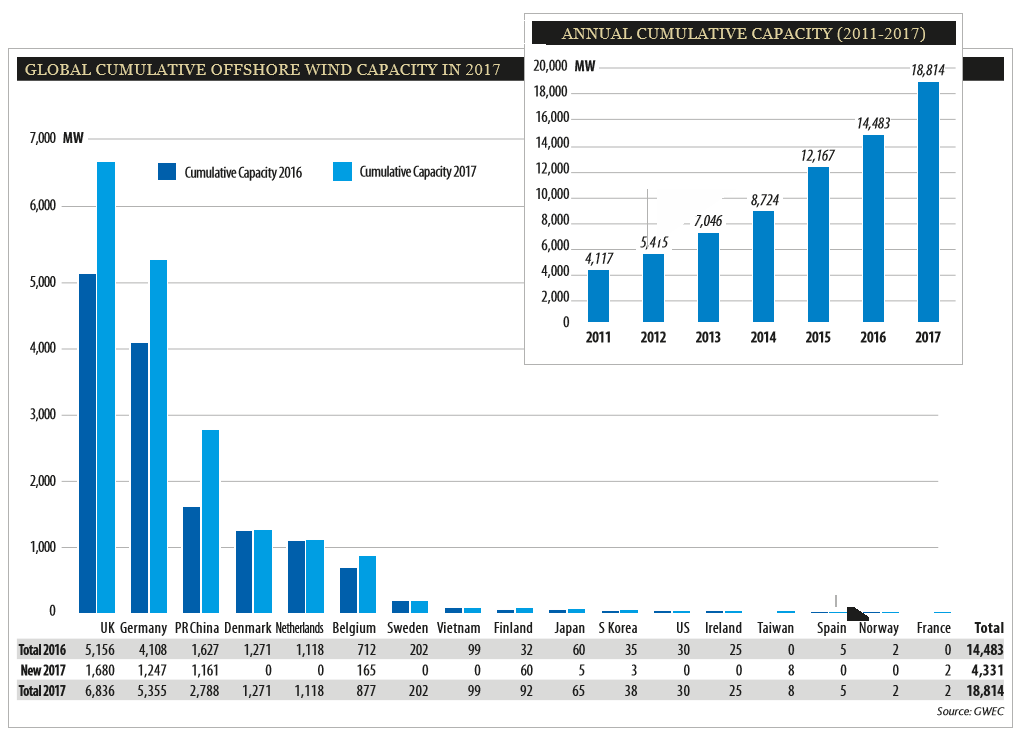 ANNUAL CUMULATIVE CAPACITY (2011-2017)
20,000 MW
18,814
18,000
16,000
14,483
14,000
12,167
12,000
10,000
8,724
8,000
7,046
6,000
5,415
4,117
4,000
2,000
0
2011 2012 2013 2014 2015 2016 2017
GLOBAL CUMULATIVE OFFSHORE WIND CAPACITY IN 2017
7,000 MW
Cumulative Capacity 2016 Cumulative Capacity 2017
6,000
5,000
4,000
3,000
2,000
1,000
0
UK Germany PR China Denmark Netherlands Belgium Sweden Vietnam Finland Japan S Korea US Ireland Taiwan Spain Norway France Total
Total 2016 5,156 4,108 1,627 1,271 1,118 712 202 99 32 60 35 30 25 0 5 2 0 14,483
New 2017 1,680 1,247 1,161 0 0 165 0 0 60 5 3 0 0 8 0 0 2 4,331
Total 2017 6,836 5,355 2,788 1,271 1,118 877 202 99 92 65 38 30 25 8 5 2 2 18,814
Source: GWEC